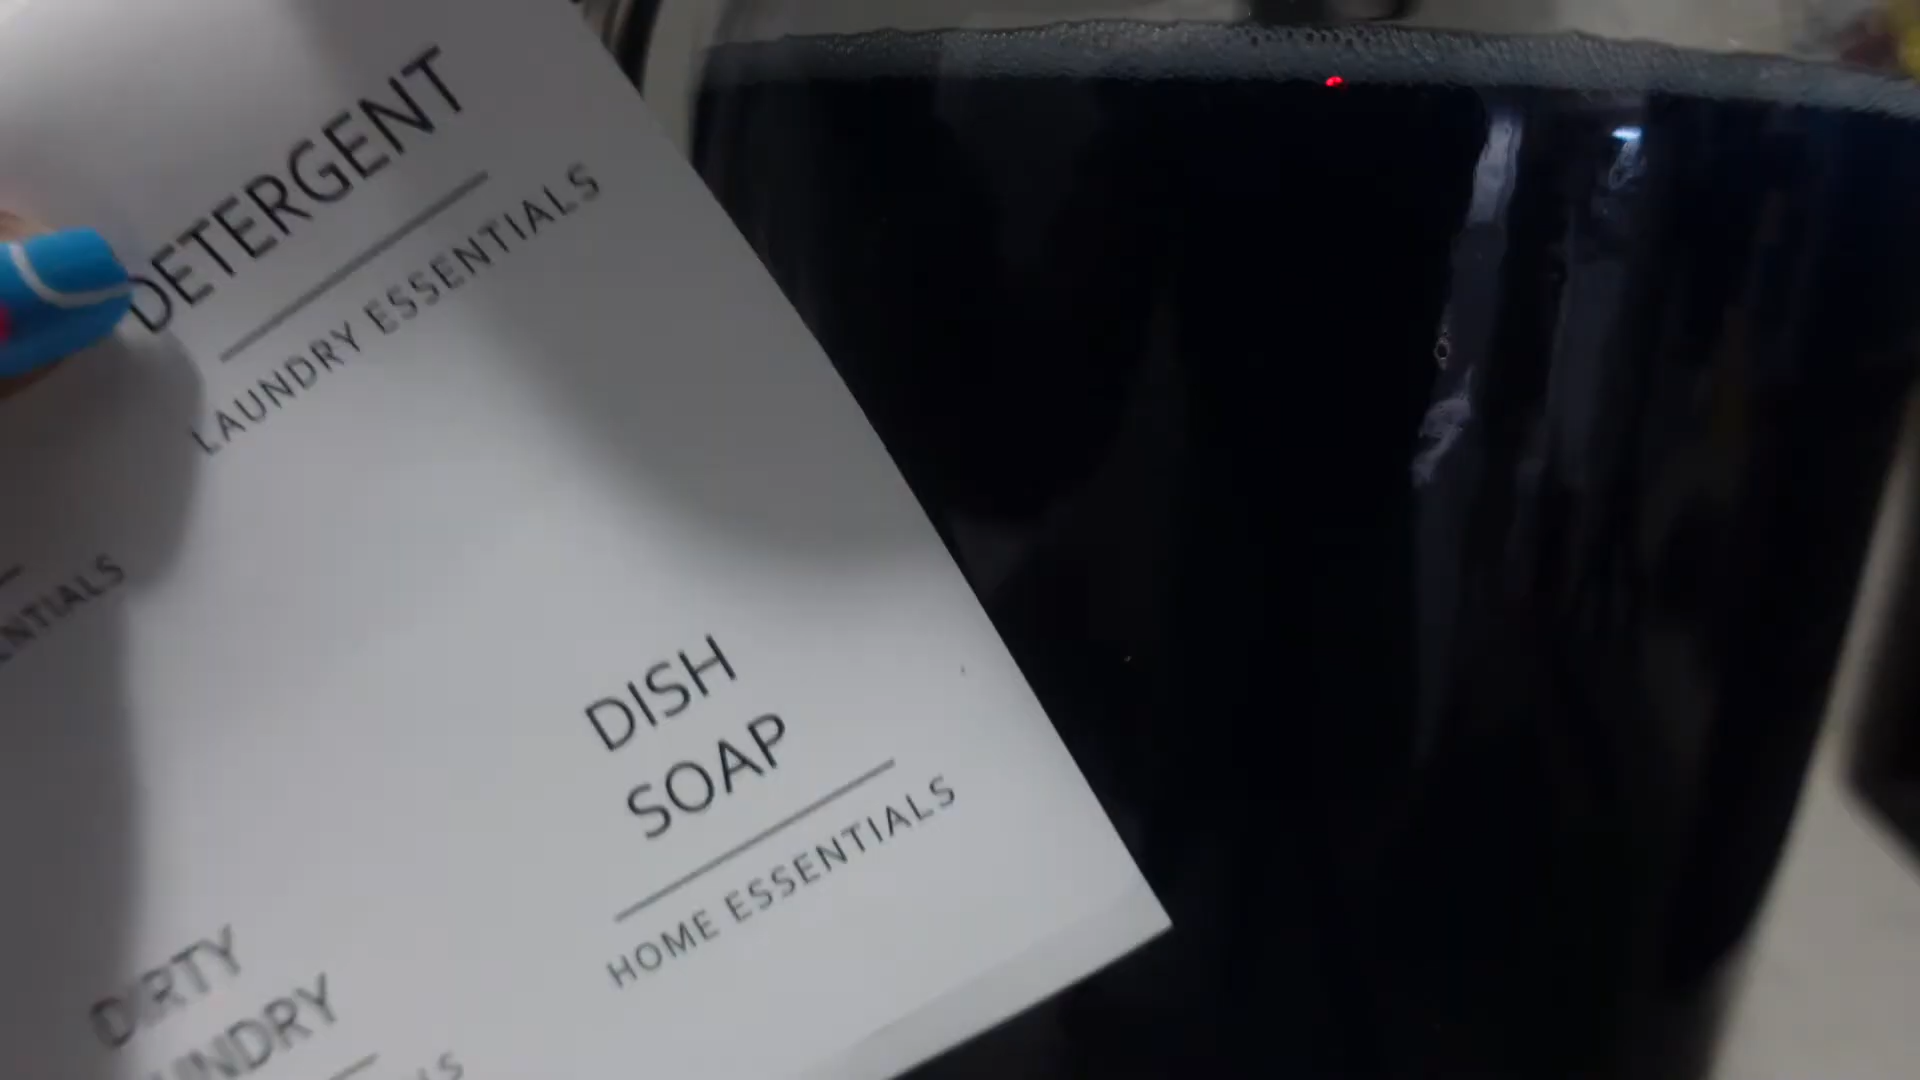 DETERGENT
LAUNDRY ESSENTIALS
DISH
SOAP
HOME ESSENTIALS
DIRTY